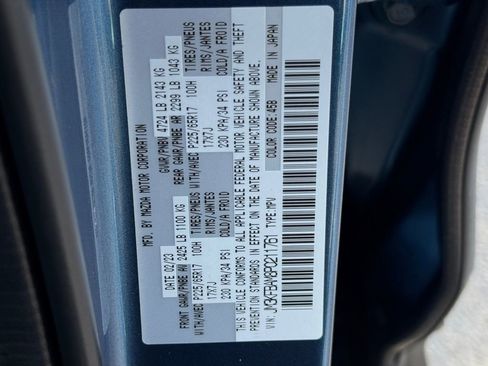 MFD. BY MAZDA MOTOR CORPORATION
DATE 02/23 GVWR/PNBV 4724 LB 2143 KG
FRONT GAWR/PNBE AV 2425 LB 1100 KG REAR GAWR/PNBE AR 2299 LB 1043 KG
WITH/AVEC P225/65R17 100H TIRES/PNEUS WITH/AVEC P225/65R17 100H TIRES/PNEUS
17X7J RIMS/JANTES 17X7J RIMS/JANTES
230 KPA/34 PSI COLD/A FROID 230 KPA/34 PSI COLD/A FROID
THIS VEHICLE CONFORMS TO ALL APPLICABLE FEDERAL MOTOR VEHICLE SAFETY AND THEFT
PREVENTION STANDARDS IN EFFECT ON THE DATE OF MANUFACTURE SHOWN ABOVE.
VIN: JM3KFBAM8P0211761 TYPE: MPV COLOR CODE: 45B MADE IN JAPAN